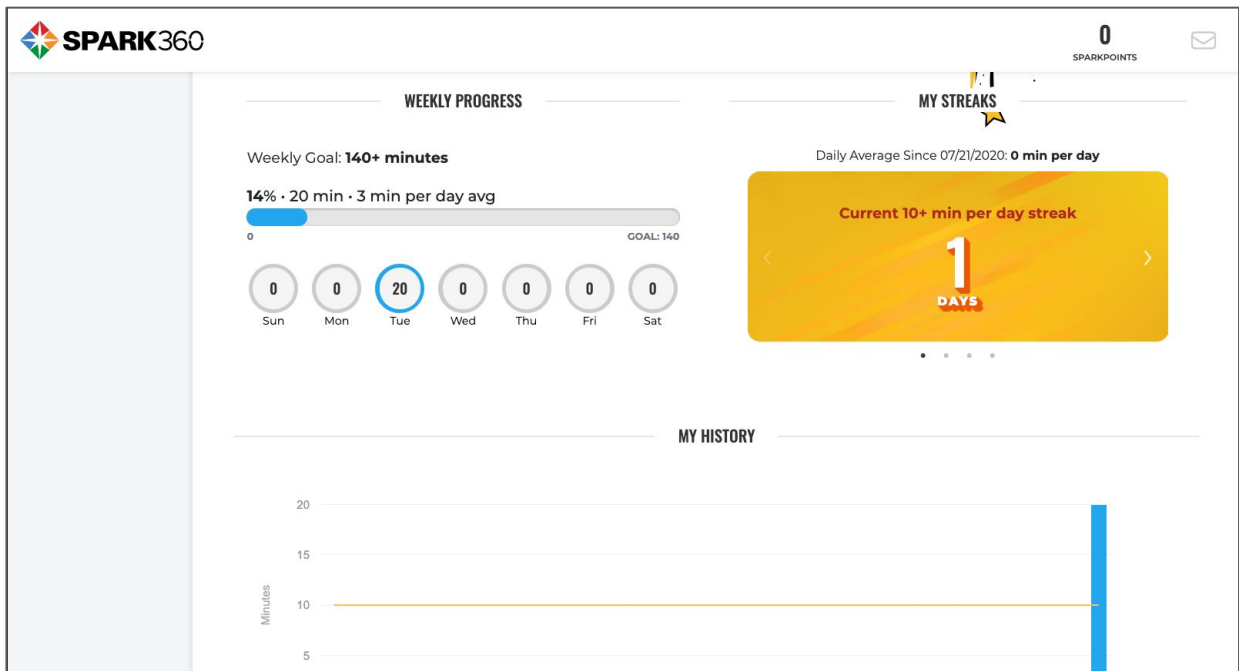 SPARK360
0
SPARKPOINTS
WEEKLY PROGRESS
Weekly Goal: 140+ minutes
14% · 20 min · 3 min per day avg
0
GOAL: 140
0 0 20 0 0 0 0
Sun Mon Tue Wed Thu Fri Sat
MY STREAKS
Daily Average Since 07/21/2020: 0 min per day
Current 10+ min per day streak
1
DAYS
MY HISTORY
20
15
10
5
Minutes